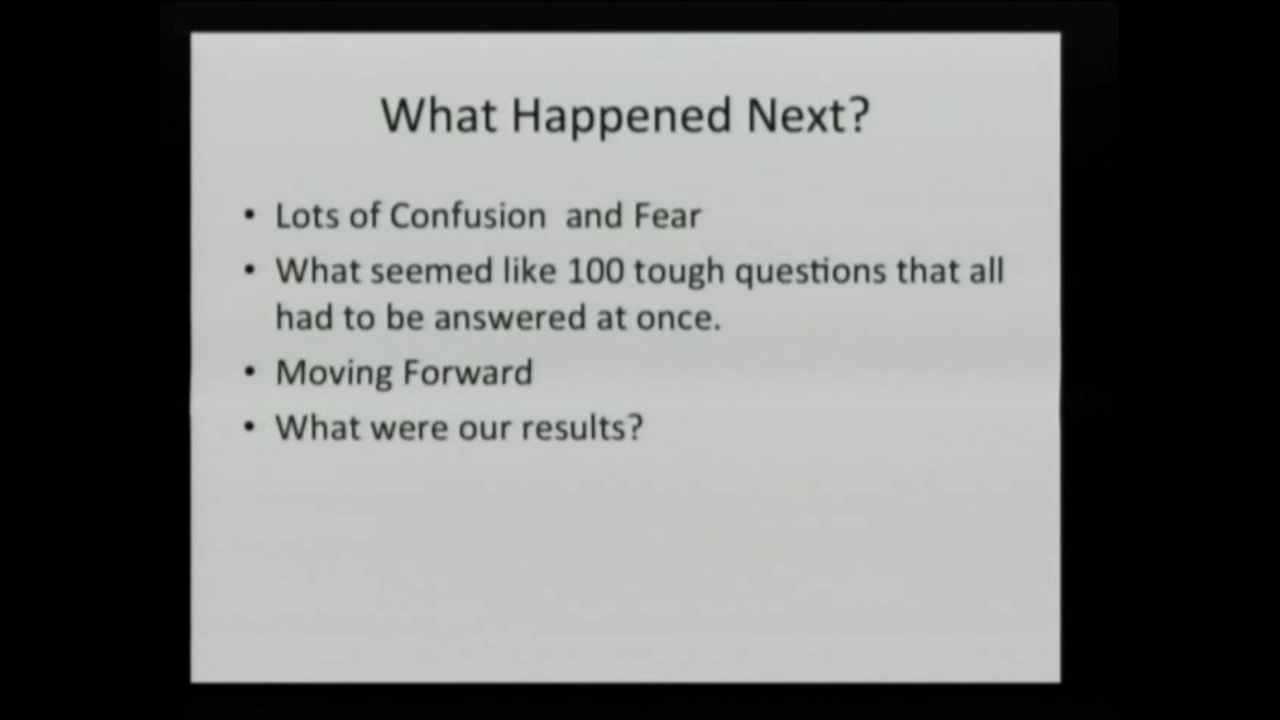 What Happened Next?
• Lots of Confusion  and Fear
• What seemed like 100 tough questions that all
had to be answered at once.
• Moving Forward
• What were our results?